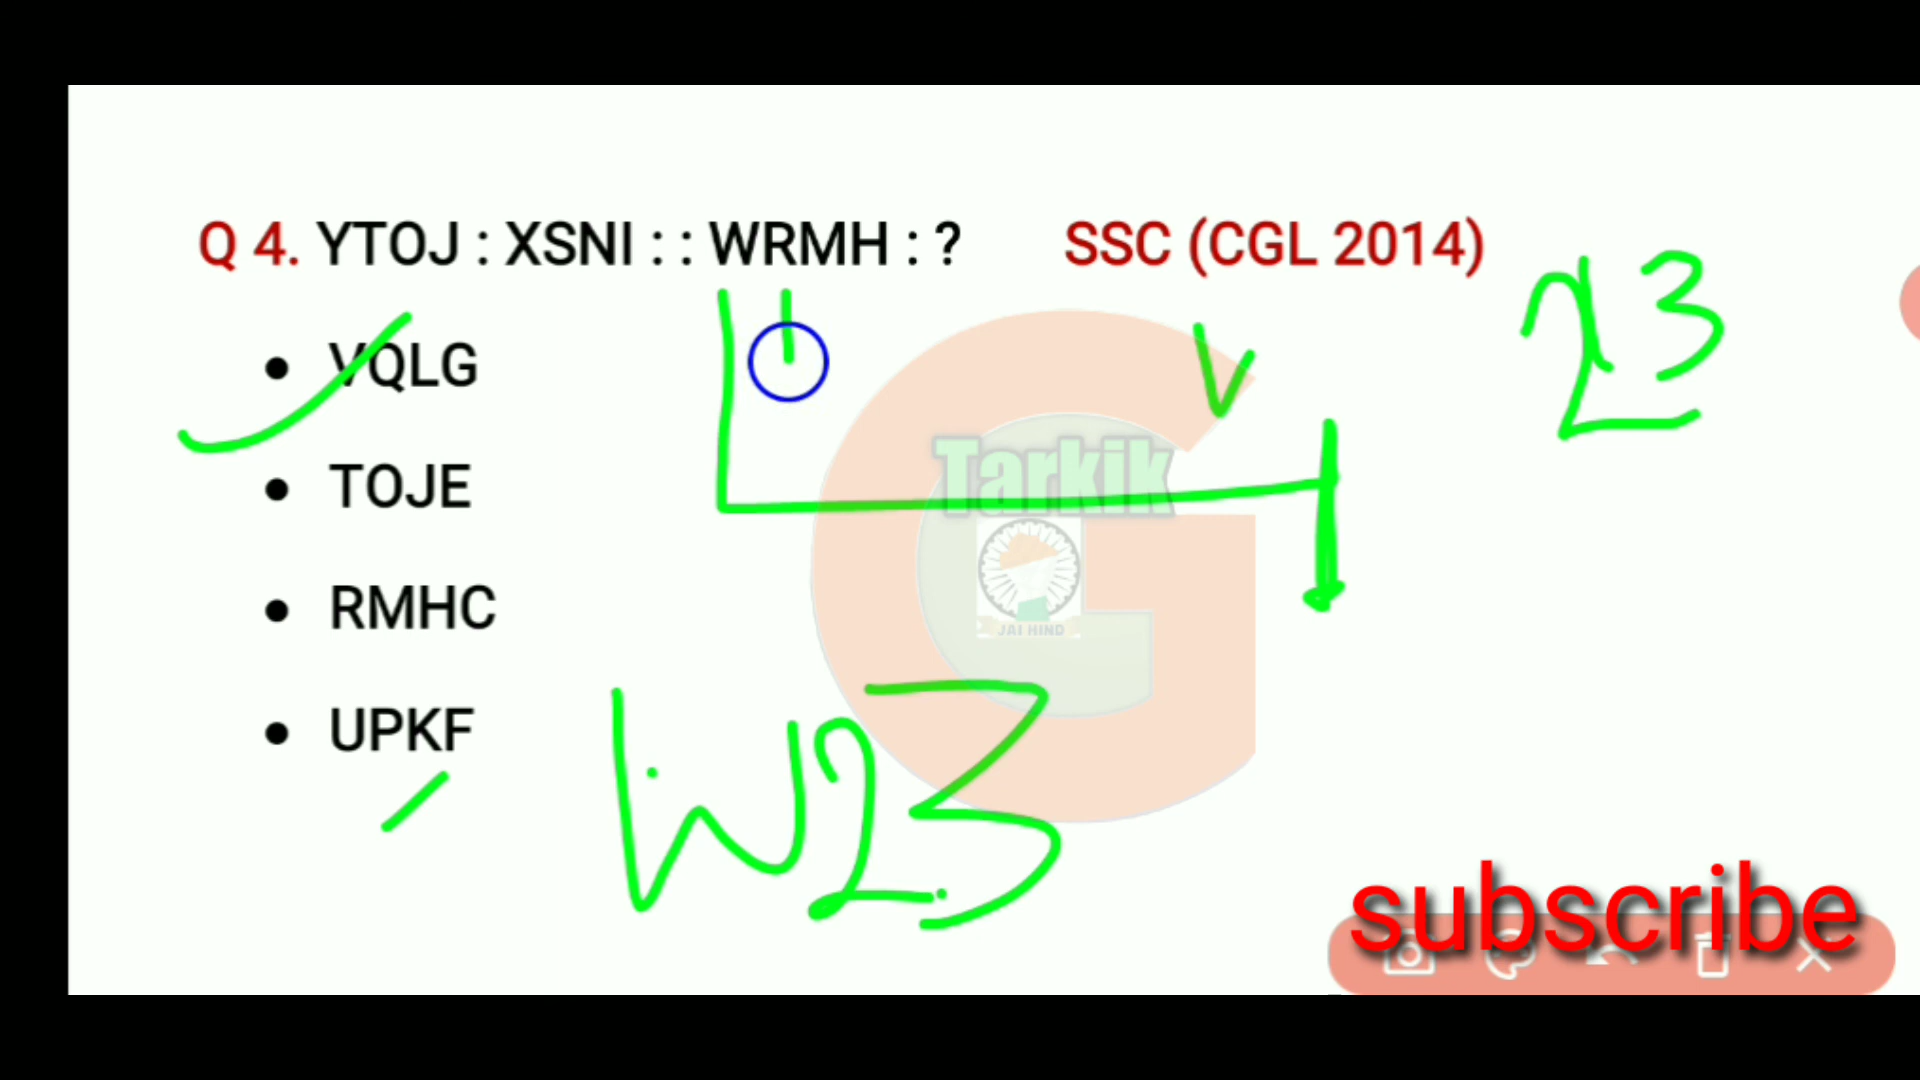 Q 4. YTOJ : XSNI : : WRMH : ? SSC (CGL 2014)
23
• VQLG
V
• TOJE
Tarkik
JAI HIND
• RMHC
• UPKF
W23
subscribe